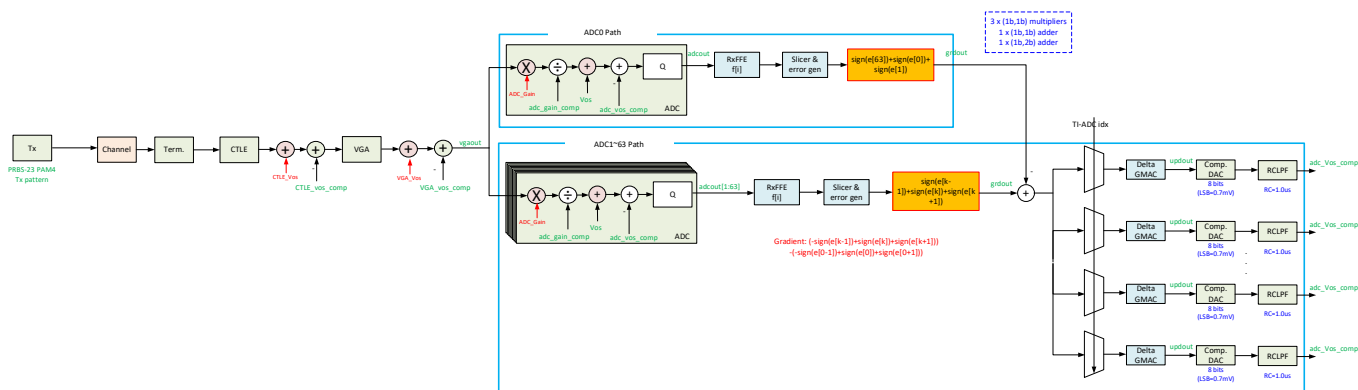 ADC0 Path
3 x (1b,1b) multipliers
1 x (1b,1b) adder
1 x (1b,2b) adder
X
÷
+
+
-
Q
ADC_Gain
adc_gain_comp
Vos
adc_vos_comp
ADC
adcout
RxFFE
f[i]
Slicer &
error gen
sign(e[63])+sign(e[0])+
sign(e[1])
grdout
Tx
PRBS-23 PAM4
Tx pattern
Channel
Term.
CTLE
+
CTLE_Vos
+
-
CTLE_vos_comp
VGA
+
VGA_Vos
+
-
VGA_vos_comp
vgaout
ADC1~63 Path
X
÷
+
+
-
Q
ADC_Gain
adc_gain_comp
Vos
adc_vos_comp
ADC
adcout[1:63]
RxFFE
f[i]
Slicer &
error gen
sign(e[k-
1])+sign(e[k])+sign(e[k
+1])
grdout
-
+
Gradient: (-sign(e[k-1])+sign(e[k])+sign(e[k+1]))
-(-sign(e[0-1])+sign(e[0])+sign(e[0+1]))
TI-ADC idx
Delta
GMAC
updout
Comp.
DAC
8 bits
(LSB=0.7mV)
RCLPF
RC=1.0us
adc_Vos_comp
Delta
GMAC
updout
Comp.
DAC
8 bits
(LSB=0.7mV)
RCLPF
RC=1.0us
adc_Vos_comp
.
.
.
Delta
GMAC
updout
Comp.
DAC
8 bits
(LSB=0.7mV)
RCLPF
RC=1.0us
adc_Vos_comp
Delta
GMAC
updout
Comp.
DAC
8 bits
(LSB=0.7mV)
RCLPF
RC=1.0us
adc_Vos_comp